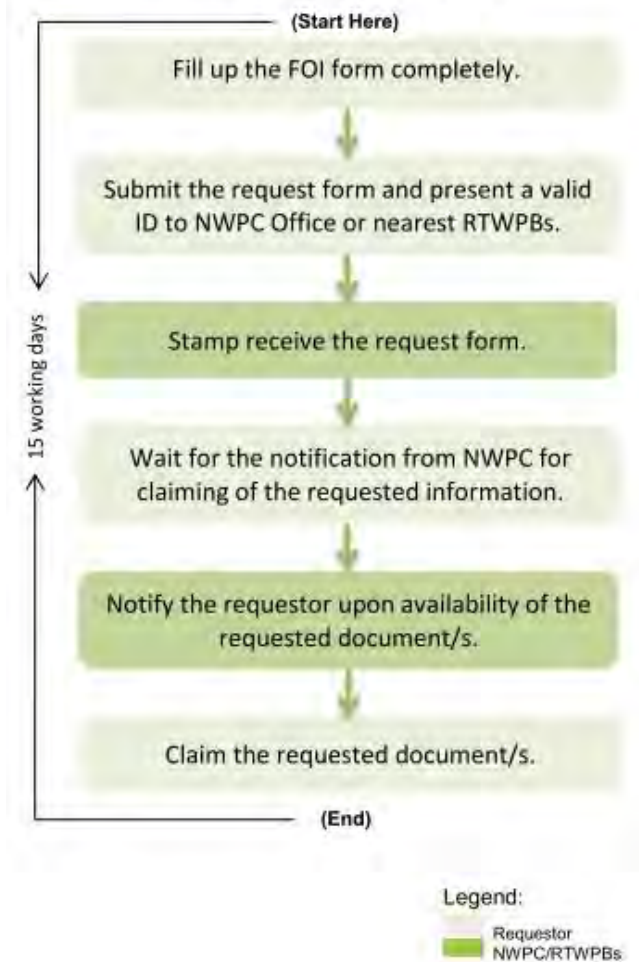 (Start Here)
Fill up the FOI form completely.
Submit the request form and present a valid
ID to NWPC Office or nearest RTWPBs.
Stamp receive the request form.
Wait for the notification from NWPC for
claiming of the requested information.
Notify the requestor upon availability of the
requested document/s.
Claim the requested document/s.
(End)
15 working days
Legend:
Requestor
NWPC/RTWPBs